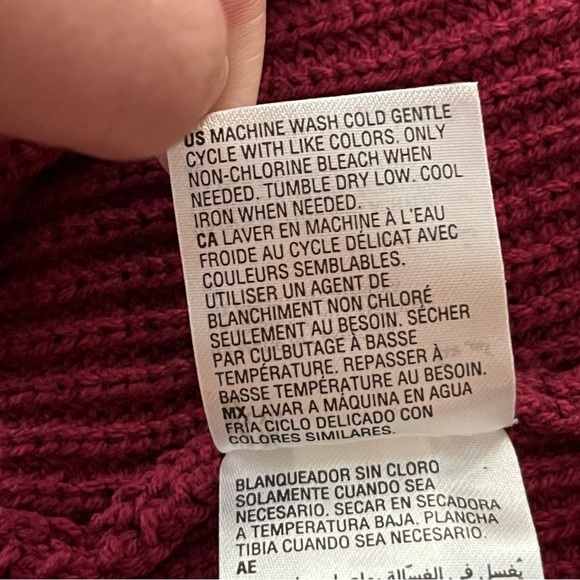 US MACHINE WASH COLD GENTLE
CYCLE WITH LIKE COLORS. ONLY
NON-CHLORINE BLEACH WHEN
NEEDED. TUMBLE DRY LOW. COOL
IRON WHEN NEEDED.
CA LAVER EN MACHINE À L'EAU
FROIDE AU CYCLE DÉLICAT AVEC
COULEURS SEMBLABLES.
UTILISER UN AGENT DE
BLANCHIMENT NON CHLORÉ
SEULEMENT AU BESOIN. SÉCHER
PAR CULBUTAGE À BASSE
TEMPÉRATURE. REPASSER À
BASSE TEMPÉRATURE AU BESOIN.
MX LAVAR A MÁQUINA EN AGUA
FRÍA CICLO DELICADO CON
COLORES SIMILARES.
BLANQUEADOR SIN CLORO
SOLAMENTE CUANDO SEA
NECESARIO. SECAR EN SECADORA
A TEMPERATURA BAJA. PLANCHA
TIBIA CUANDO SEA NECESARIO.
AE
يُغسل في الغسّالة